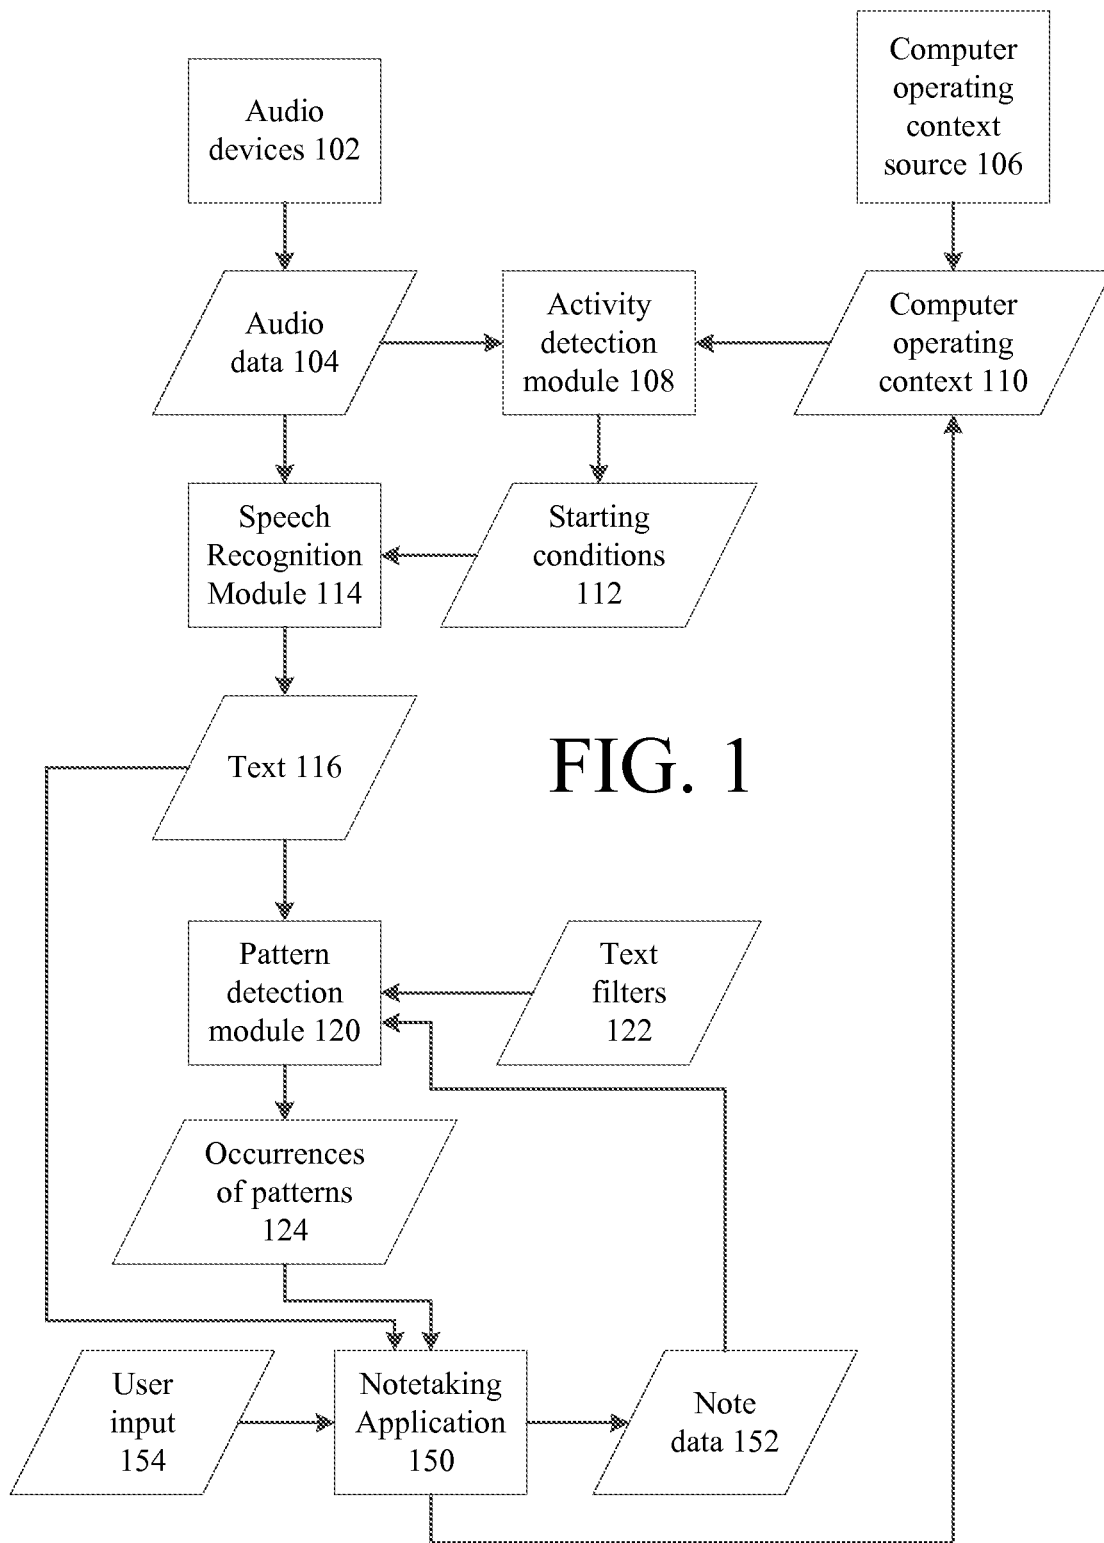 Audio
devices 102
Computer
operating
context
source 106
Audio
data 104
Activity
detection
module 108
Computer
operating
context 110
Speech
Recognition
Module 114
Starting
conditions
112
Text 116
FIG. 1
Pattern
detection
module 120
Text
filters
122
Occurrences
of patterns
124
User
input
154
Notetaking
Application
150
Note
data 152